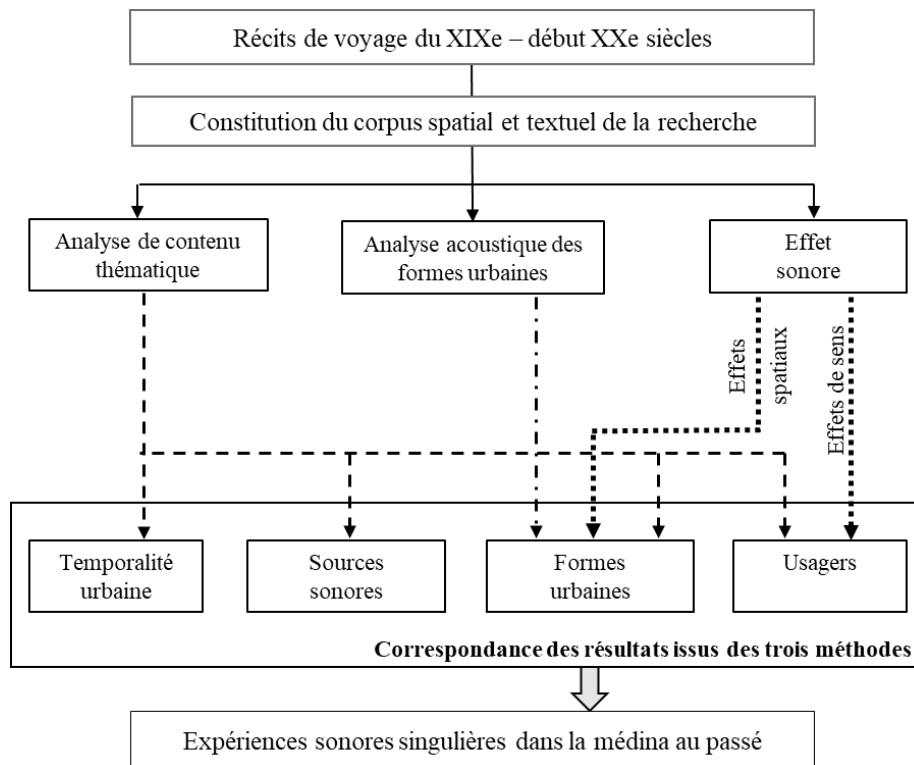 Récits de voyage du XIXe – début XXe siècles
Constitution du corpus spatial et textuel de la recherche
Analyse de contenu
thématique
Analyse acoustique des
formes urbaines
Effet
sonore
Effets
spatiaux
Effets de sens
Temporalité
urbaine
Sources
sonores
Formes
urbaines
Usagers
Correspondance des résultats issus des trois méthodes
Expériences sonores singulières dans la médina au passé